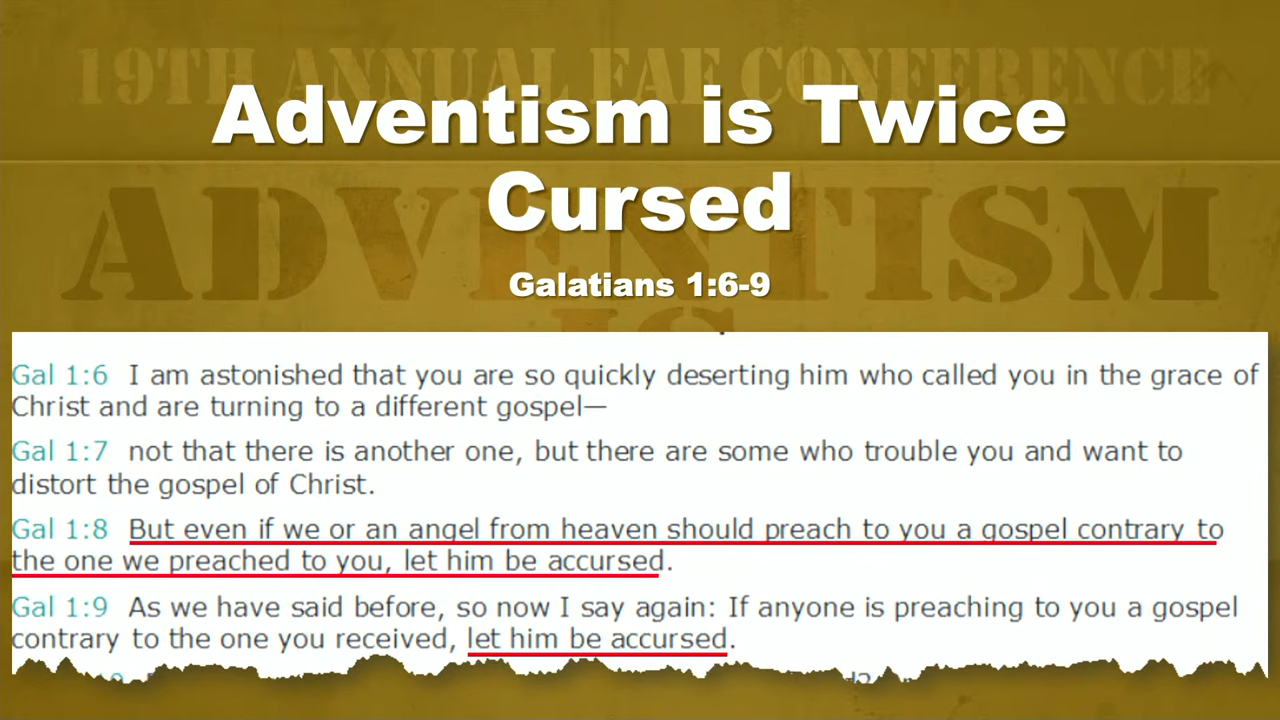 19TH ANNUAL FAF CONFERENCE
Adventism is Twice
Cursed
ADVENTISM
IS
Galatians 1:6-9
Gal 1:6 I am astonished that you are so quickly deserting him who called you in the grace of
Christ and are turning to a different gospel—
Gal 1:7 not that there is another one, but there are some who trouble you and want to
distort the gospel of Christ.
Gal 1:8 But even if we or an angel from heaven should preach to you a gospel contrary to
the one we preached to you, let him be accursed.
Gal 1:9 As we have said before, so now I say again: If anyone is preaching to you a gospel
contrary to the one you received, let him be accursed.